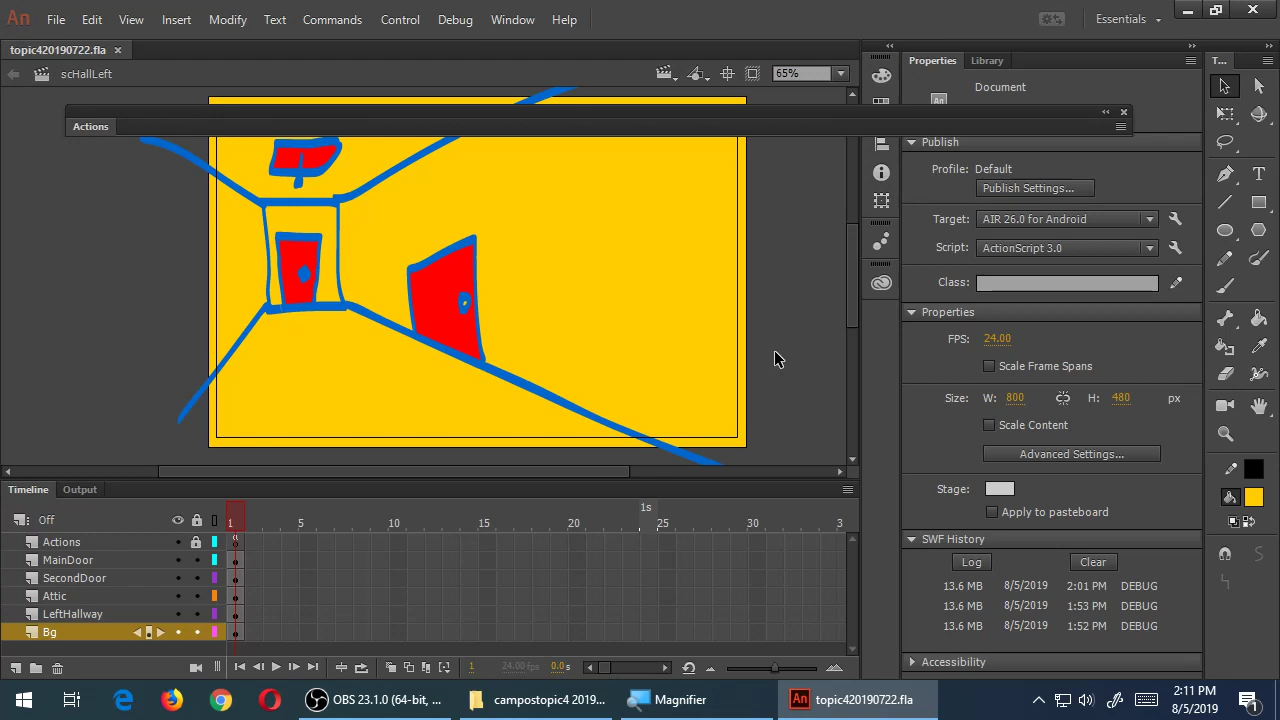 An File Edit View Insert Modify Text Commands Control Debug Window Help Essentials
topic420190722.fla ×
scHallLeft 65%
Actions
Properties Library
Document
An
Publish
Profile: Default
Publish Settings...
Target: AIR 26.0 for Android
Script: ActionScript 3.0
Class:
Properties
FPS: 24.00
Scale Frame Spans
Size: W: 800 H: 480 px
Scale Content
Advanced Settings...
Stage:
Apply to pasteboard
SWF History
Log Clear
13.6 MB 8/5/2019 2:01 PM DEBUG
13.6 MB 8/5/2019 1:53 PM DEBUG
13.6 MB 8/5/2019 1:52 PM DEBUG
Accessibility
T...
Timeline Output
1s
Off 1 5 10 15 20 25 30 3
Actions
MainDoor
SecondDoor
Attic
LeftHallway
Bg
1 24.00 fps 0.0 s
OBS 23.1.0 (64-bit, ... campostopic4 2019... Magnifier An topic420190722.fla
2:11 PM
8/5/2019
1